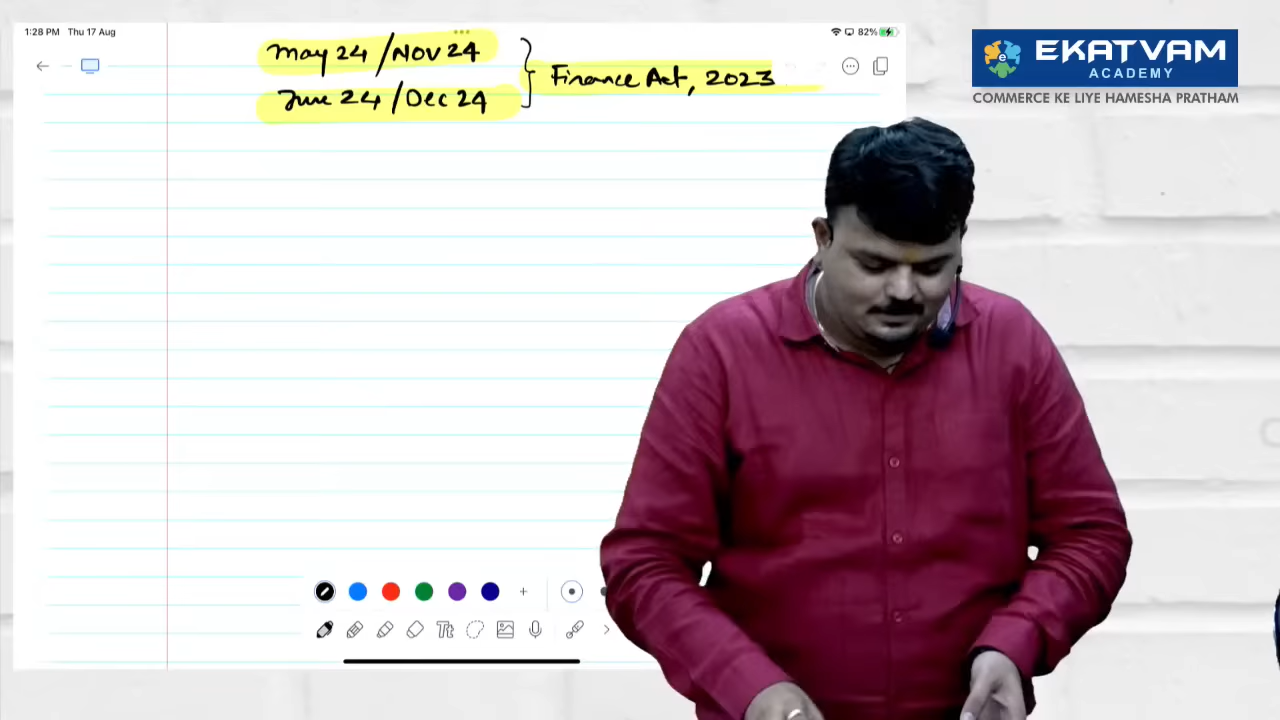 1:28 PM Thu 17 Aug
82%
May 24 / Nov 24
June 24 / Dec 24
Finance Act, 2023
EKATVAM
ACADEMY
COMMERCE KE LIYE HAMESHA PRATHAM
e
Tt